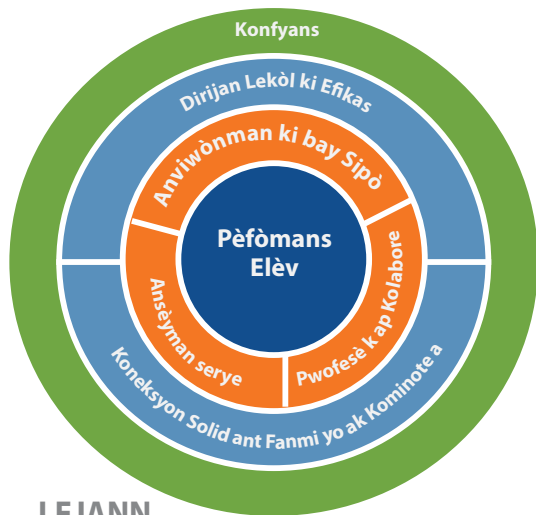 Konfyans
Dirijan Lekòl ki Efikas
Anviwònman ki bay Sipò
Pèfòmans
Elèv
Ansèyman serye
Pwofesè k ap Kolabore
Koneksyon Solid ant Fanmi yo ak Kominote a
LEJANN